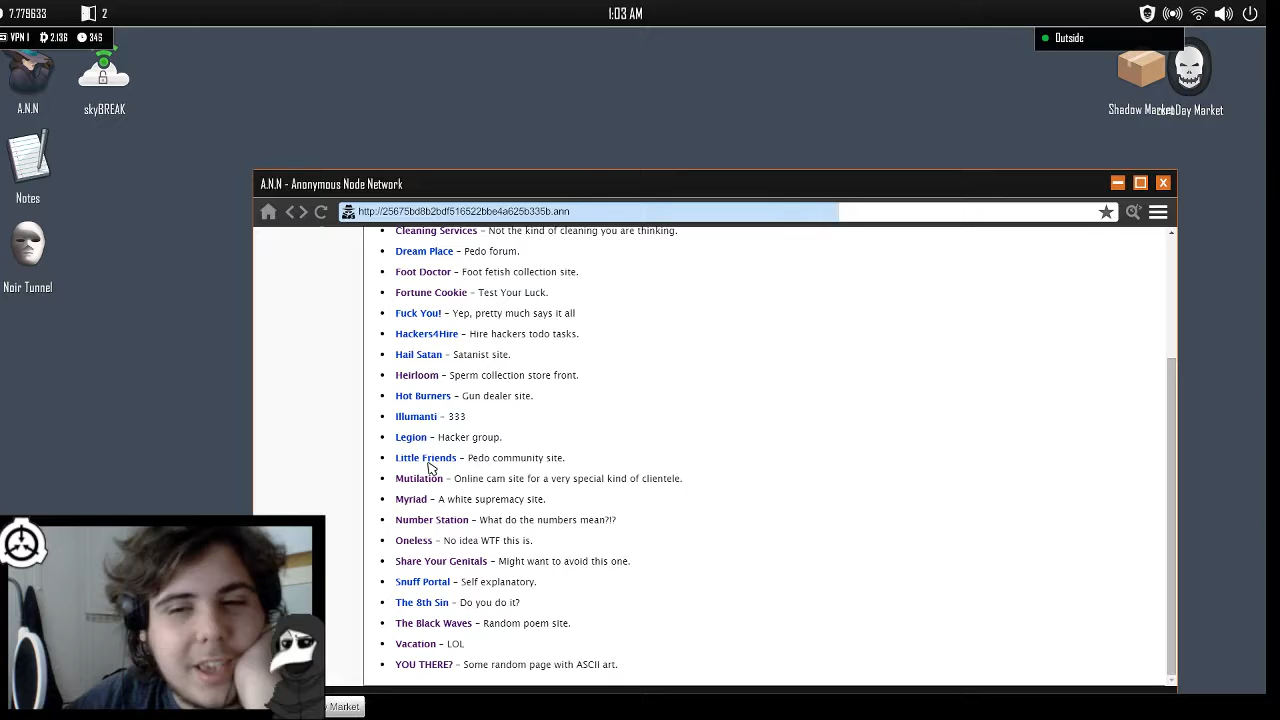 7.779633
2
1:03 AM
VPN 1
2.136
346
Outside
A.N.N
skyBREAK
Shadow Market
Day Market
Notes
Noir Tunnel
A.N.N - Anonymous Node Network
http://25675bd8b2bdf516522bbe4a625b335b.ann
Cleaning Services - Not the kind of cleaning you are thinking.
Dream Place - Pedo forum.
Foot Doctor - Foot fetish collection site.
Fortune Cookie - Test Your Luck.
Fuck You! - Yep, pretty much says it all
Hackers4Hire - Hire hackers todo tasks.
Hail Satan - Satanist site.
Heirloom - Sperm collection store front.
Hot Burners - Gun dealer site.
Illumanti - 333
Legion - Hacker group.
Little Friends - Pedo community site.
Mutilation - Online cam site for a very special kind of clientele.
Myriad - A white supremacy site.
Number Station - What do the numbers mean?!?
Oneless - No idea WTF this is.
Share Your Genitals - Might want to avoid this one.
Snuff Portal - Self explanatory.
The 8th Sin - Do you do it?
The Black Waves - Random poem site.
Vacation - LOL
YOU THERE? - Some random page with ASCII art.
Market